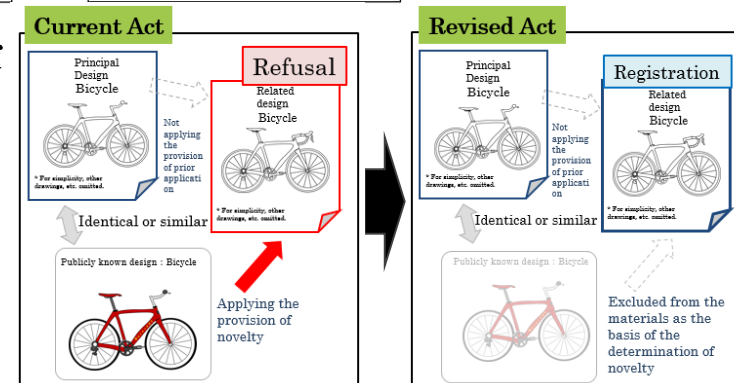 Current Act
Principal
Design
Bicycle
Refusal
Related
design
Bicycle
Not
applying
the
provision
of prior
applicati
on
* For simplicity, other
drawings, etc. omitted.
* For simplicity, other
drawings, etc. omitted.
Identical or similar
Publicly known design : Bicycle
Applying the
provision of
novelty
Revised Act
Principal
Design
Bicycle
Registration
Related
design
Bicycle
Not
applying
the
provision
of prior
applicati
on
* For simplicity, other
drawings, etc. omitted.
* For simplicity, other
drawings, etc. omitted.
Identical or similar
Publicly known design : Bicycle
Excluded from the
materials as the
basis of the
determination of
novelty